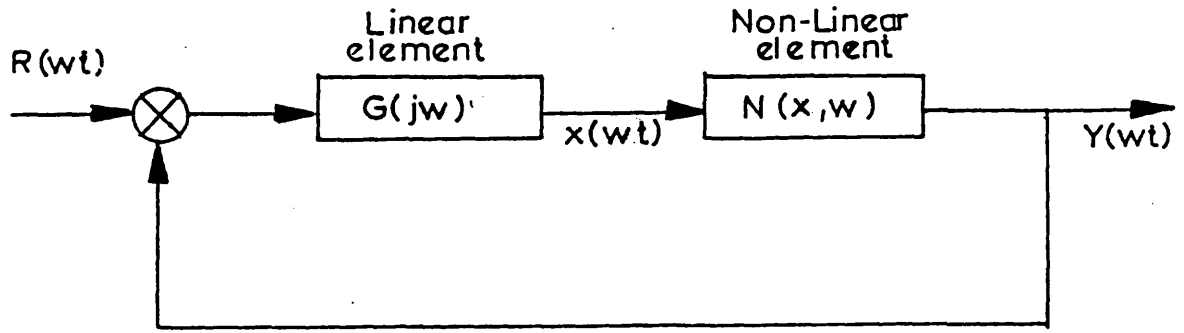 Linear
element
Non-Linear
element
R(wt)
G(jw)
x(wt)
N(x,w)
Y(wt)